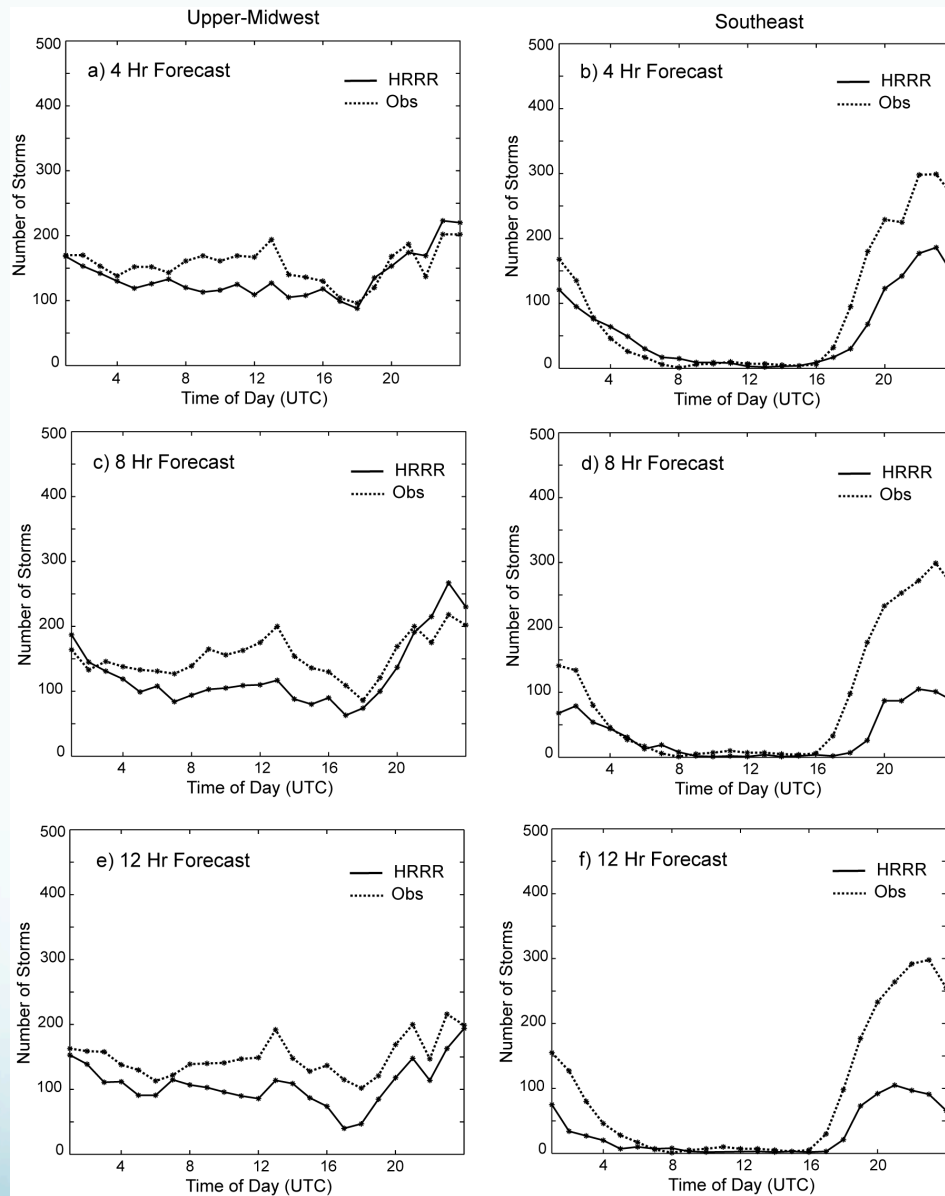 Upper-Midwest
Southeast
a) 4 Hr Forecast
HRRR
Obs
Number of Storms
500
400
300
200
100
0
4
8
12
16
20
Time of Day (UTC)
b) 4 Hr Forecast
HRRR
Obs
Number of Storms
500
400
300
200
100
0
4
8
12
16
20
Time of Day (UTC)
c) 8 Hr Forecast
HRRR
Obs
Number of Storms
500
400
300
200
100
0
4
8
12
16
20
Time of Day (UTC)
d) 8 Hr Forecast
HRRR
Obs
Number of Storms
500
400
300
200
100
0
4
8
12
16
20
Time of Day (UTC)
e) 12 Hr Forecast
HRRR
Obs
Number of Storms
500
400
300
200
100
0
4
8
12
16
20
Time of Day (UTC)
f) 12 Hr Forecast
HRRR
Obs
Number of Storms
500
400
300
200
100
0
4
8
12
16
20
Time of Day (UTC)